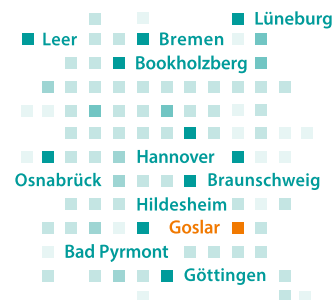 Lüneburg
Leer
Bremen
Bookholzberg
Hannover
Osnabrück
Braunschweig
Hildesheim
Goslar
Bad Pyrmont
Göttingen